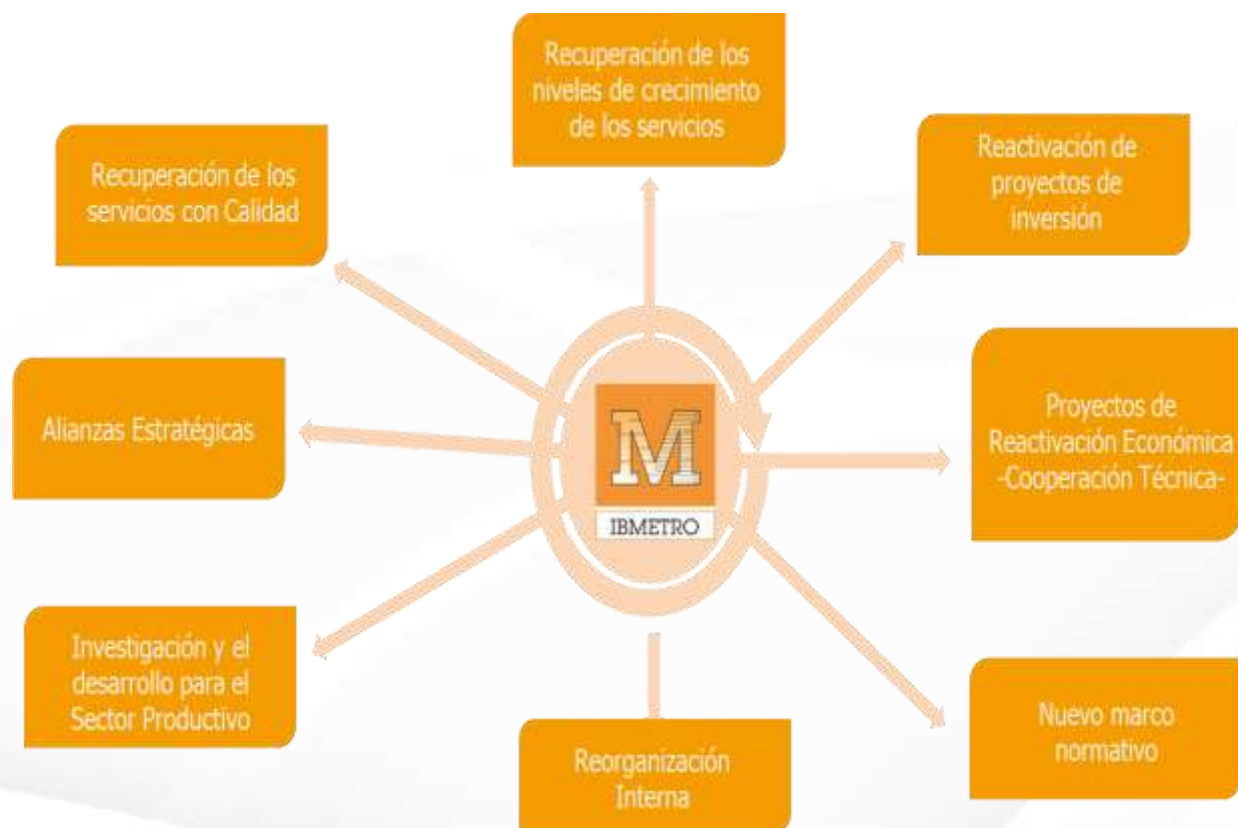 Recuperación de los
niveles de crecimiento
de los servicios
Reactivación de
proyectos de
inversión
Recuperación de los
servicios con Calidad
Proyectos de
Reactivación Económica
-Cooperación Técnica-
Alianzas Estratégicas
M
IBMETRO
Investigación y el
desarrollo para el
Sector Productivo
Nuevo marco
normativo
Reorganización
Interna